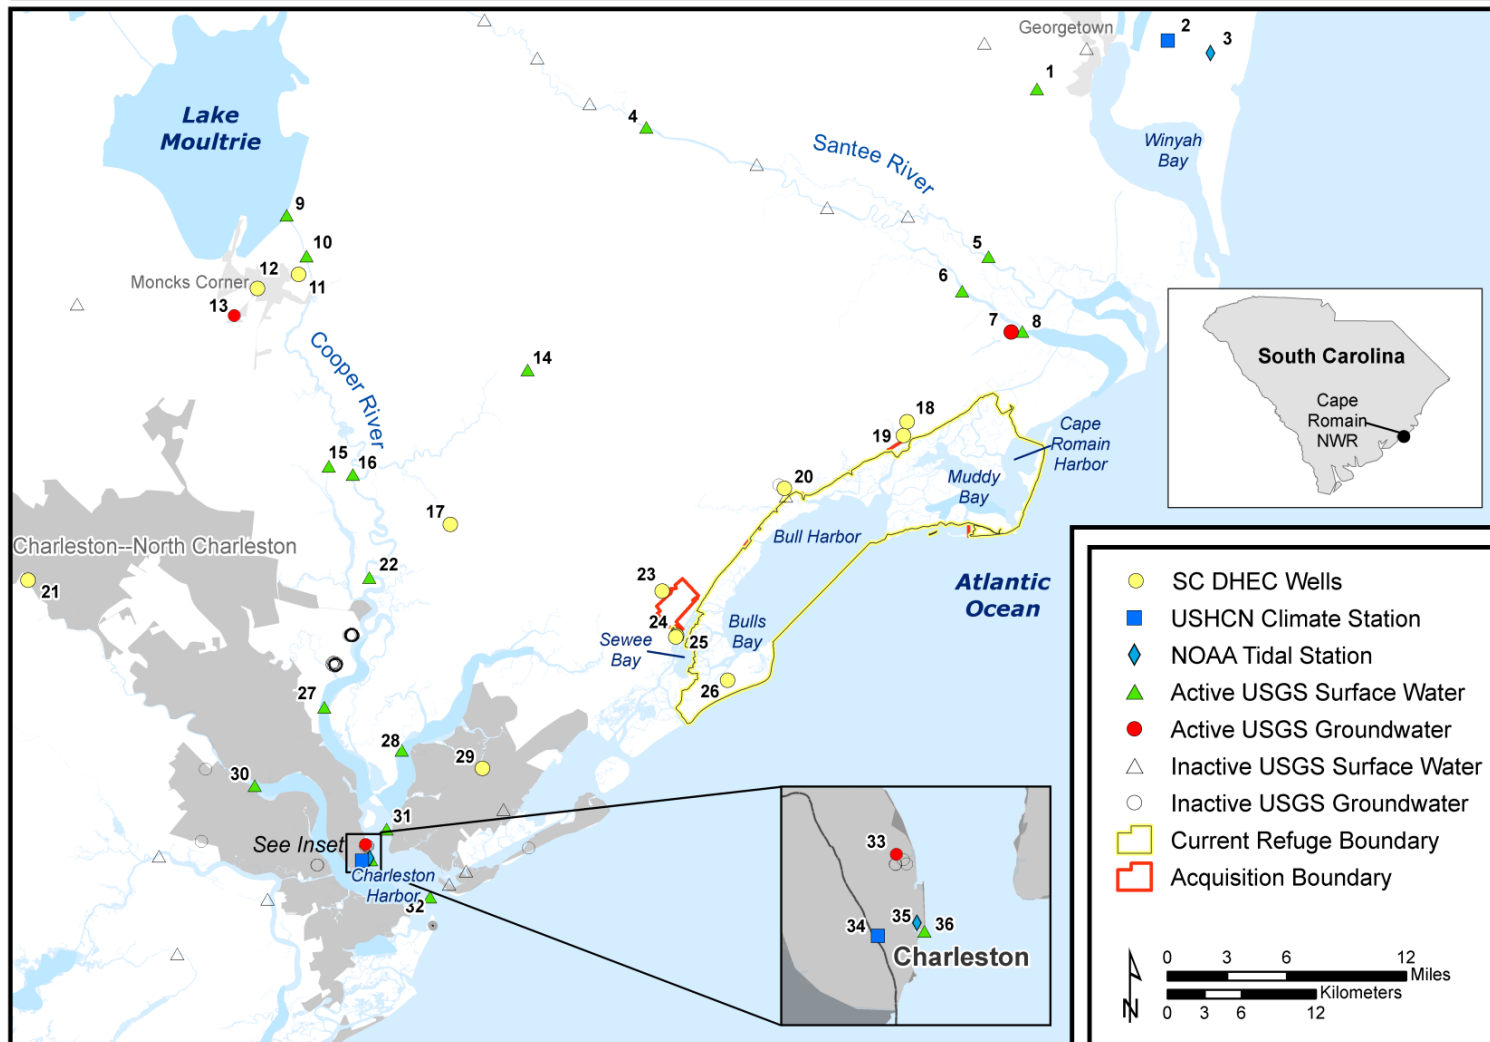 Georgetown
2
3
1
Lake
Moultrie
4
Santee River
Winyah
Bay
9
10
5
Moncks Corner
12
11
6
13
7
8
Cooper River
14
South Carolina
Cape
Romain
NWR
18
19
Cape
Romain
Harbor
15
16
Muddy
Bay
20
17
Bull Harbor
Charleston--North Charleston
21
22
23
Atlantic
Ocean
24
25
Sewee
Bay
Bulls
Bay
26
27
28
29
30
31
See Inset
Charleston
Harbor
32
33
34
35
36
Charleston
SC DHEC Wells
USHCN Climate Station
NOAA Tidal Station
Active USGS Surface Water
Active USGS Groundwater
Inactive USGS Surface Water
Inactive USGS Groundwater
Current Refuge Boundary
Acquisition Boundary
N
0 3 6 12
Miles
Kilometers
0 3 6 12